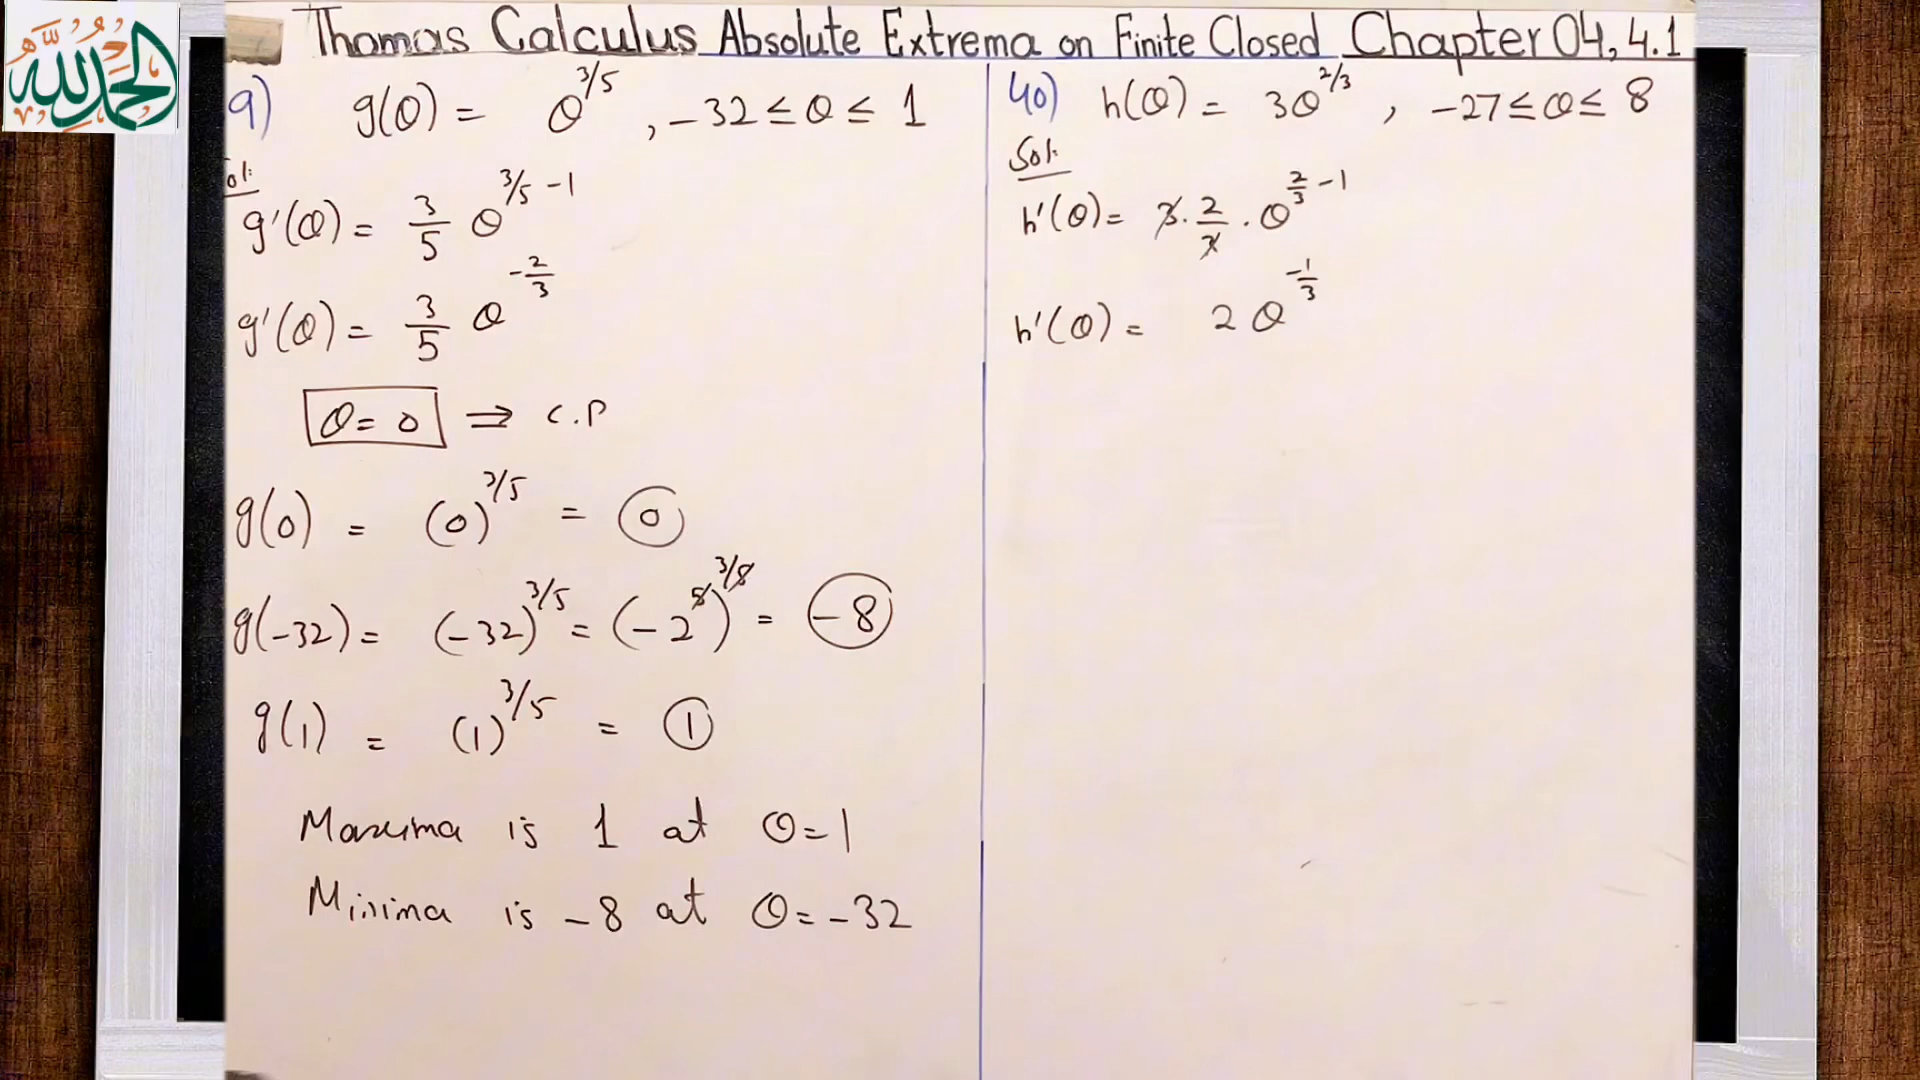 الحمد لله
Thomas Calculus Absolute Extrema on Finite Closed Chapter 04, 4.1
9) g(θ) = θ^3/5 , -32 ≤ θ ≤ 1
ol:
g'(θ) = 3/5 θ^3/5 -1
g'(θ) = 3/5 θ^-2/3
θ = 0 ⇒ C.P
g(0) = (0)^3/5 = 0
g(-32) = (-32)^3/5 = (-2^5)^3/5 = -8
g(1) = (1)^3/5 = 1
Maxima is 1 at θ=1
Minima is -8 at θ=-32
40) h(θ) = 3θ^2/3 , -27 ≤ θ ≤ 8
Sol:
h'(θ) = 3 . 2/3 . θ^2/3 -1
h'(θ) = 2 θ^-1/3